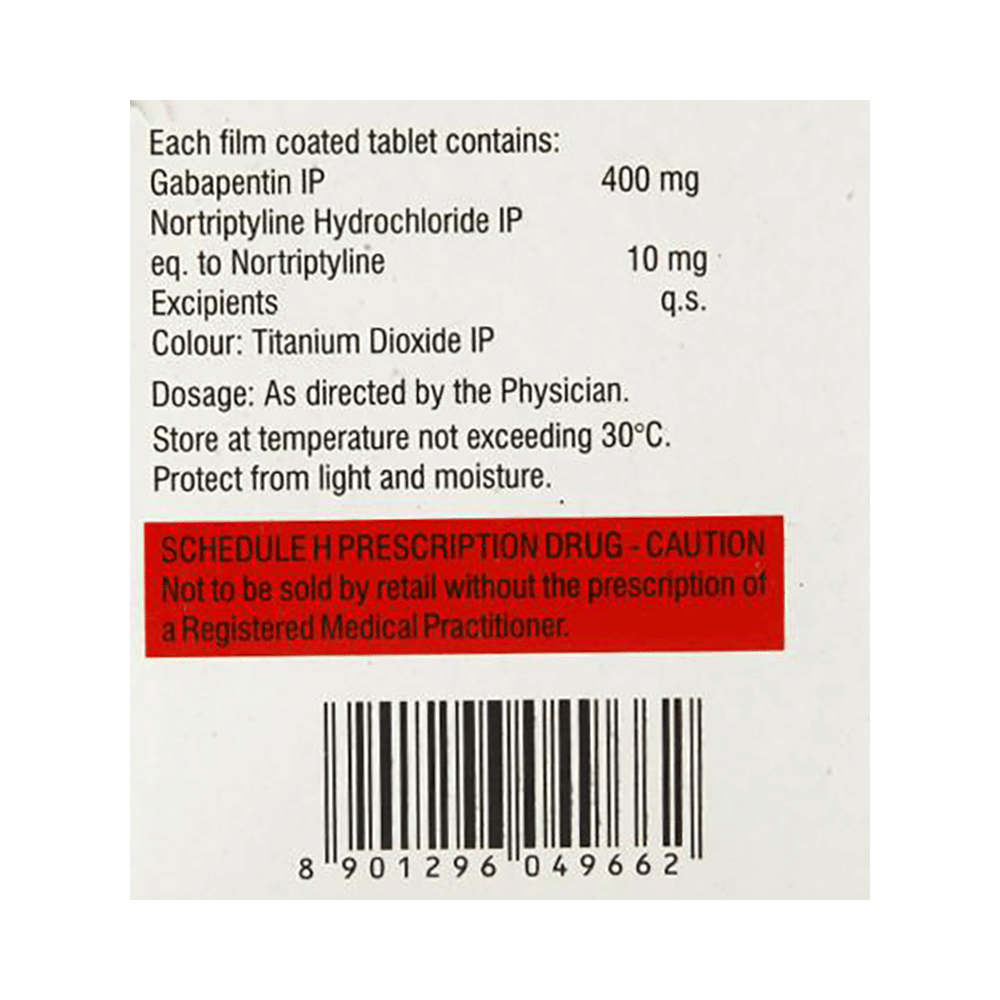 Each film coated tablet contains:
Gabapentin IP 400 mg
Nortriptyline Hydrochloride IP
eq. to Nortriptyline 10 mg
Excipients q.s.
Colour: Titanium Dioxide IP
Dosage: As directed by the Physician.
Store at temperature not exceeding 30°C.
Protect from light and moisture.
SCHEDULE H PRESCRIPTION DRUG - CAUTION
Not to be sold by retail without the prescription of
a Registered Medical Practitioner.
8 901296 049662